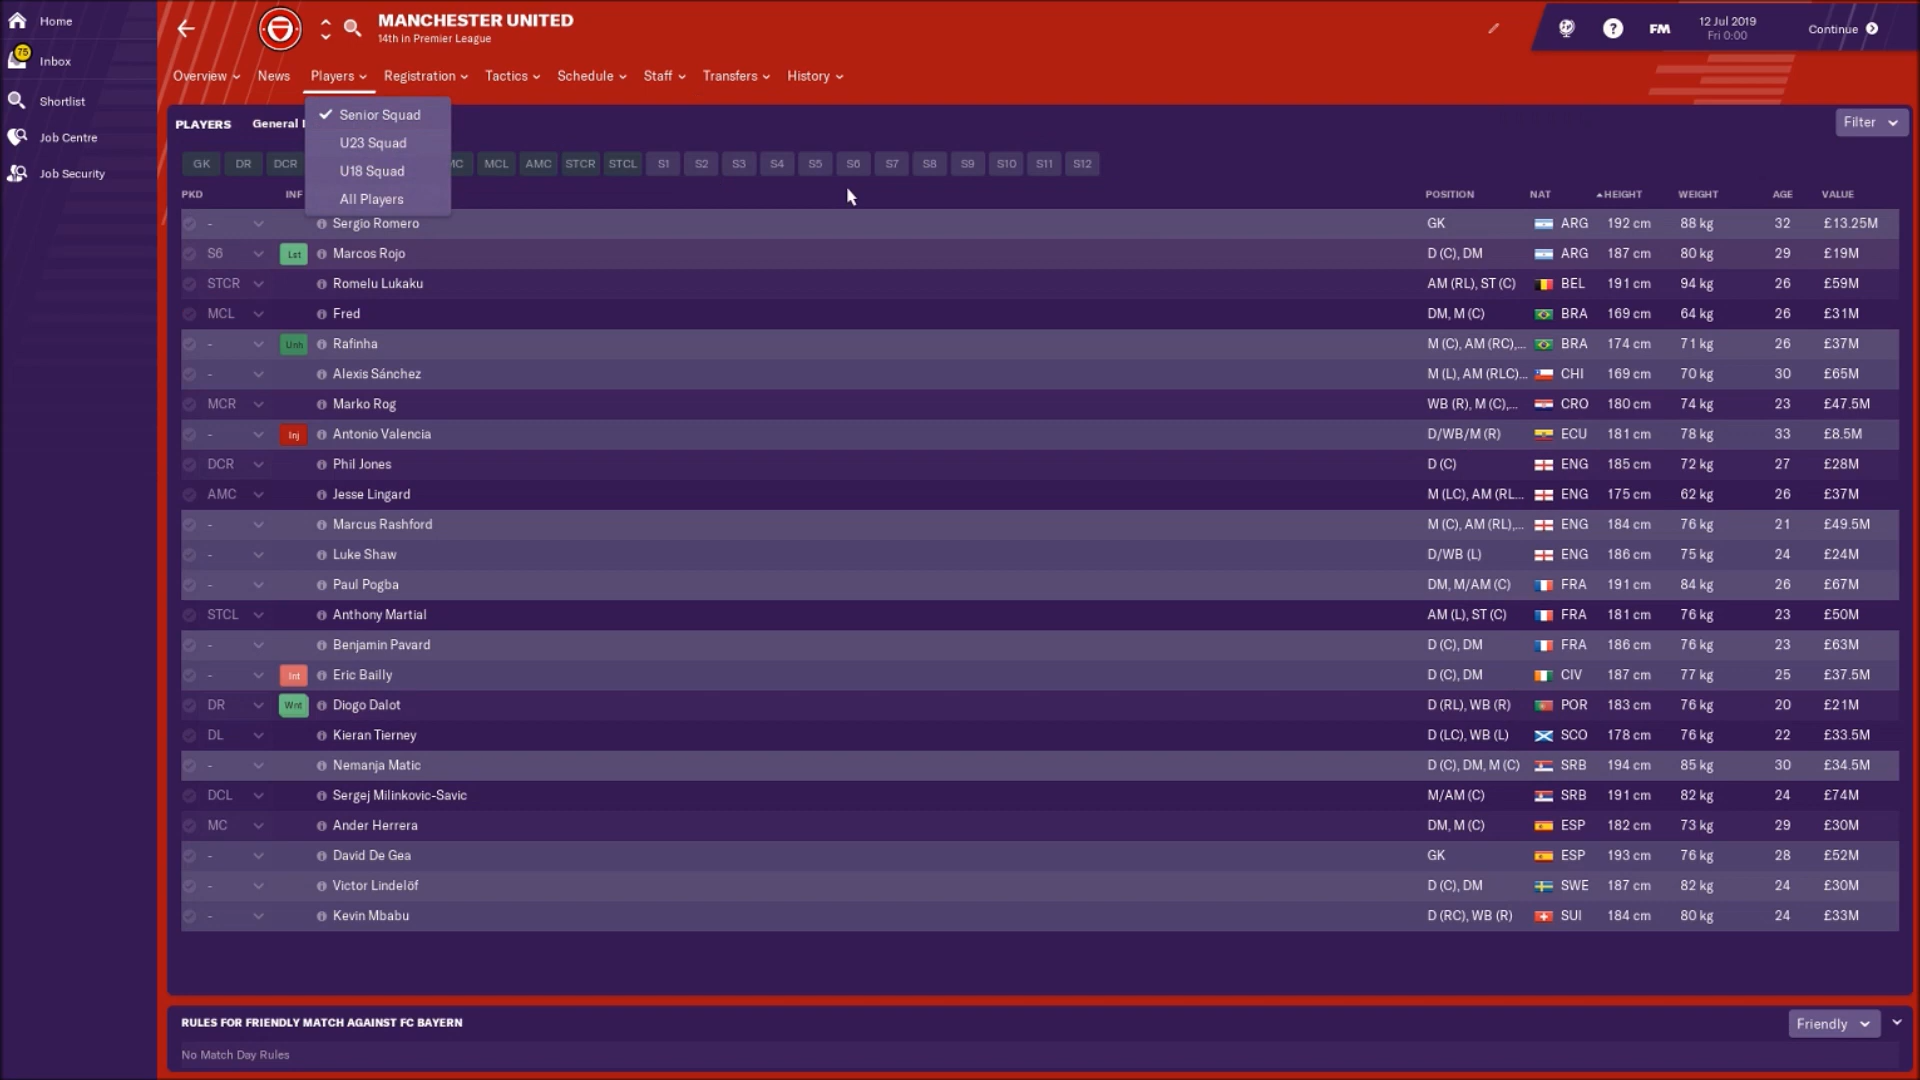 Home
75
Inbox
Shortlist
Job Centre
Job Security
MANCHESTER UNITED
14th in Premier League
FM
12 Jul 2019
Fri 0:00
Continue
Overview News Players Registration Tactics Schedule Staff Transfers History
Senior Squad
U23 Squad
U18 Squad
All Players
PLAYERS General
Filter
GK DR DCR MC MCL AMC STCR STCL S1 S2 S3 S4 S5 S6 S7 S8 S9 S10 S11 S12
PKD INF POSITION NAT HEIGHT WEIGHT AGE VALUE
- Sergio Romero GK ARG 192 cm 88 kg 32 £13.25M
S6 Lst Marcos Rojo D (C), DM ARG 187 cm 80 kg 29 £19M
STCR Romelu Lukaku AM (RL), ST (C) BEL 191 cm 94 kg 26 £59M
MCL Fred DM, M (C) BRA 169 cm 64 kg 26 £31M
- Unh Rafinha M (C), AM (RC),... BRA 174 cm 71 kg 26 £37M
- Alexis Sánchez M (L), AM (RLC)... CHI 169 cm 70 kg 30 £65M
MCR Marko Rog WB (R), M (C),... CRO 180 cm 74 kg 23 £47.5M
- Inj Antonio Valencia D/WB/M (R) ECU 181 cm 78 kg 33 £8.5M
DCR Phil Jones D (C) ENG 185 cm 72 kg 27 £28M
AMC Jesse Lingard M (LC), AM (RL... ENG 175 cm 62 kg 26 £37M
- Marcus Rashford M (C), AM (RL),... ENG 184 cm 76 kg 21 £49.5M
- Luke Shaw D/WB (L) ENG 186 cm 75 kg 24 £24M
- Paul Pogba DM, M/AM (C) FRA 191 cm 84 kg 26 £67M
STCL Anthony Martial AM (L), ST (C) FRA 181 cm 76 kg 23 £50M
- Benjamin Pavard D (C), DM FRA 186 cm 76 kg 23 £63M
- Int Eric Bailly D (C), DM CIV 187 cm 77 kg 25 £37.5M
DR Wnt Diogo Dalot D (RL), WB (R) POR 183 cm 76 kg 20 £21M
DL Kieran Tierney D (LC), WB (L) SCO 178 cm 76 kg 22 £33.5M
- Nemanja Matic D (C), DM, M (C) SRB 194 cm 85 kg 30 £34.5M
DCL Sergej Milinkovic-Savic M/AM (C) SRB 191 cm 82 kg 24 £74M
MC Ander Herrera DM, M (C) ESP 182 cm 73 kg 29 £30M
- David De Gea GK ESP 193 cm 76 kg 28 £52M
- Victor Lindelöf D (C), DM SWE 187 cm 82 kg 24 £30M
- Kevin Mbabu D (RC), WB (R) SUI 184 cm 80 kg 24 £33M
RULES FOR FRIENDLY MATCH AGAINST FC BAYERN
Friendly
No Match Day Rules